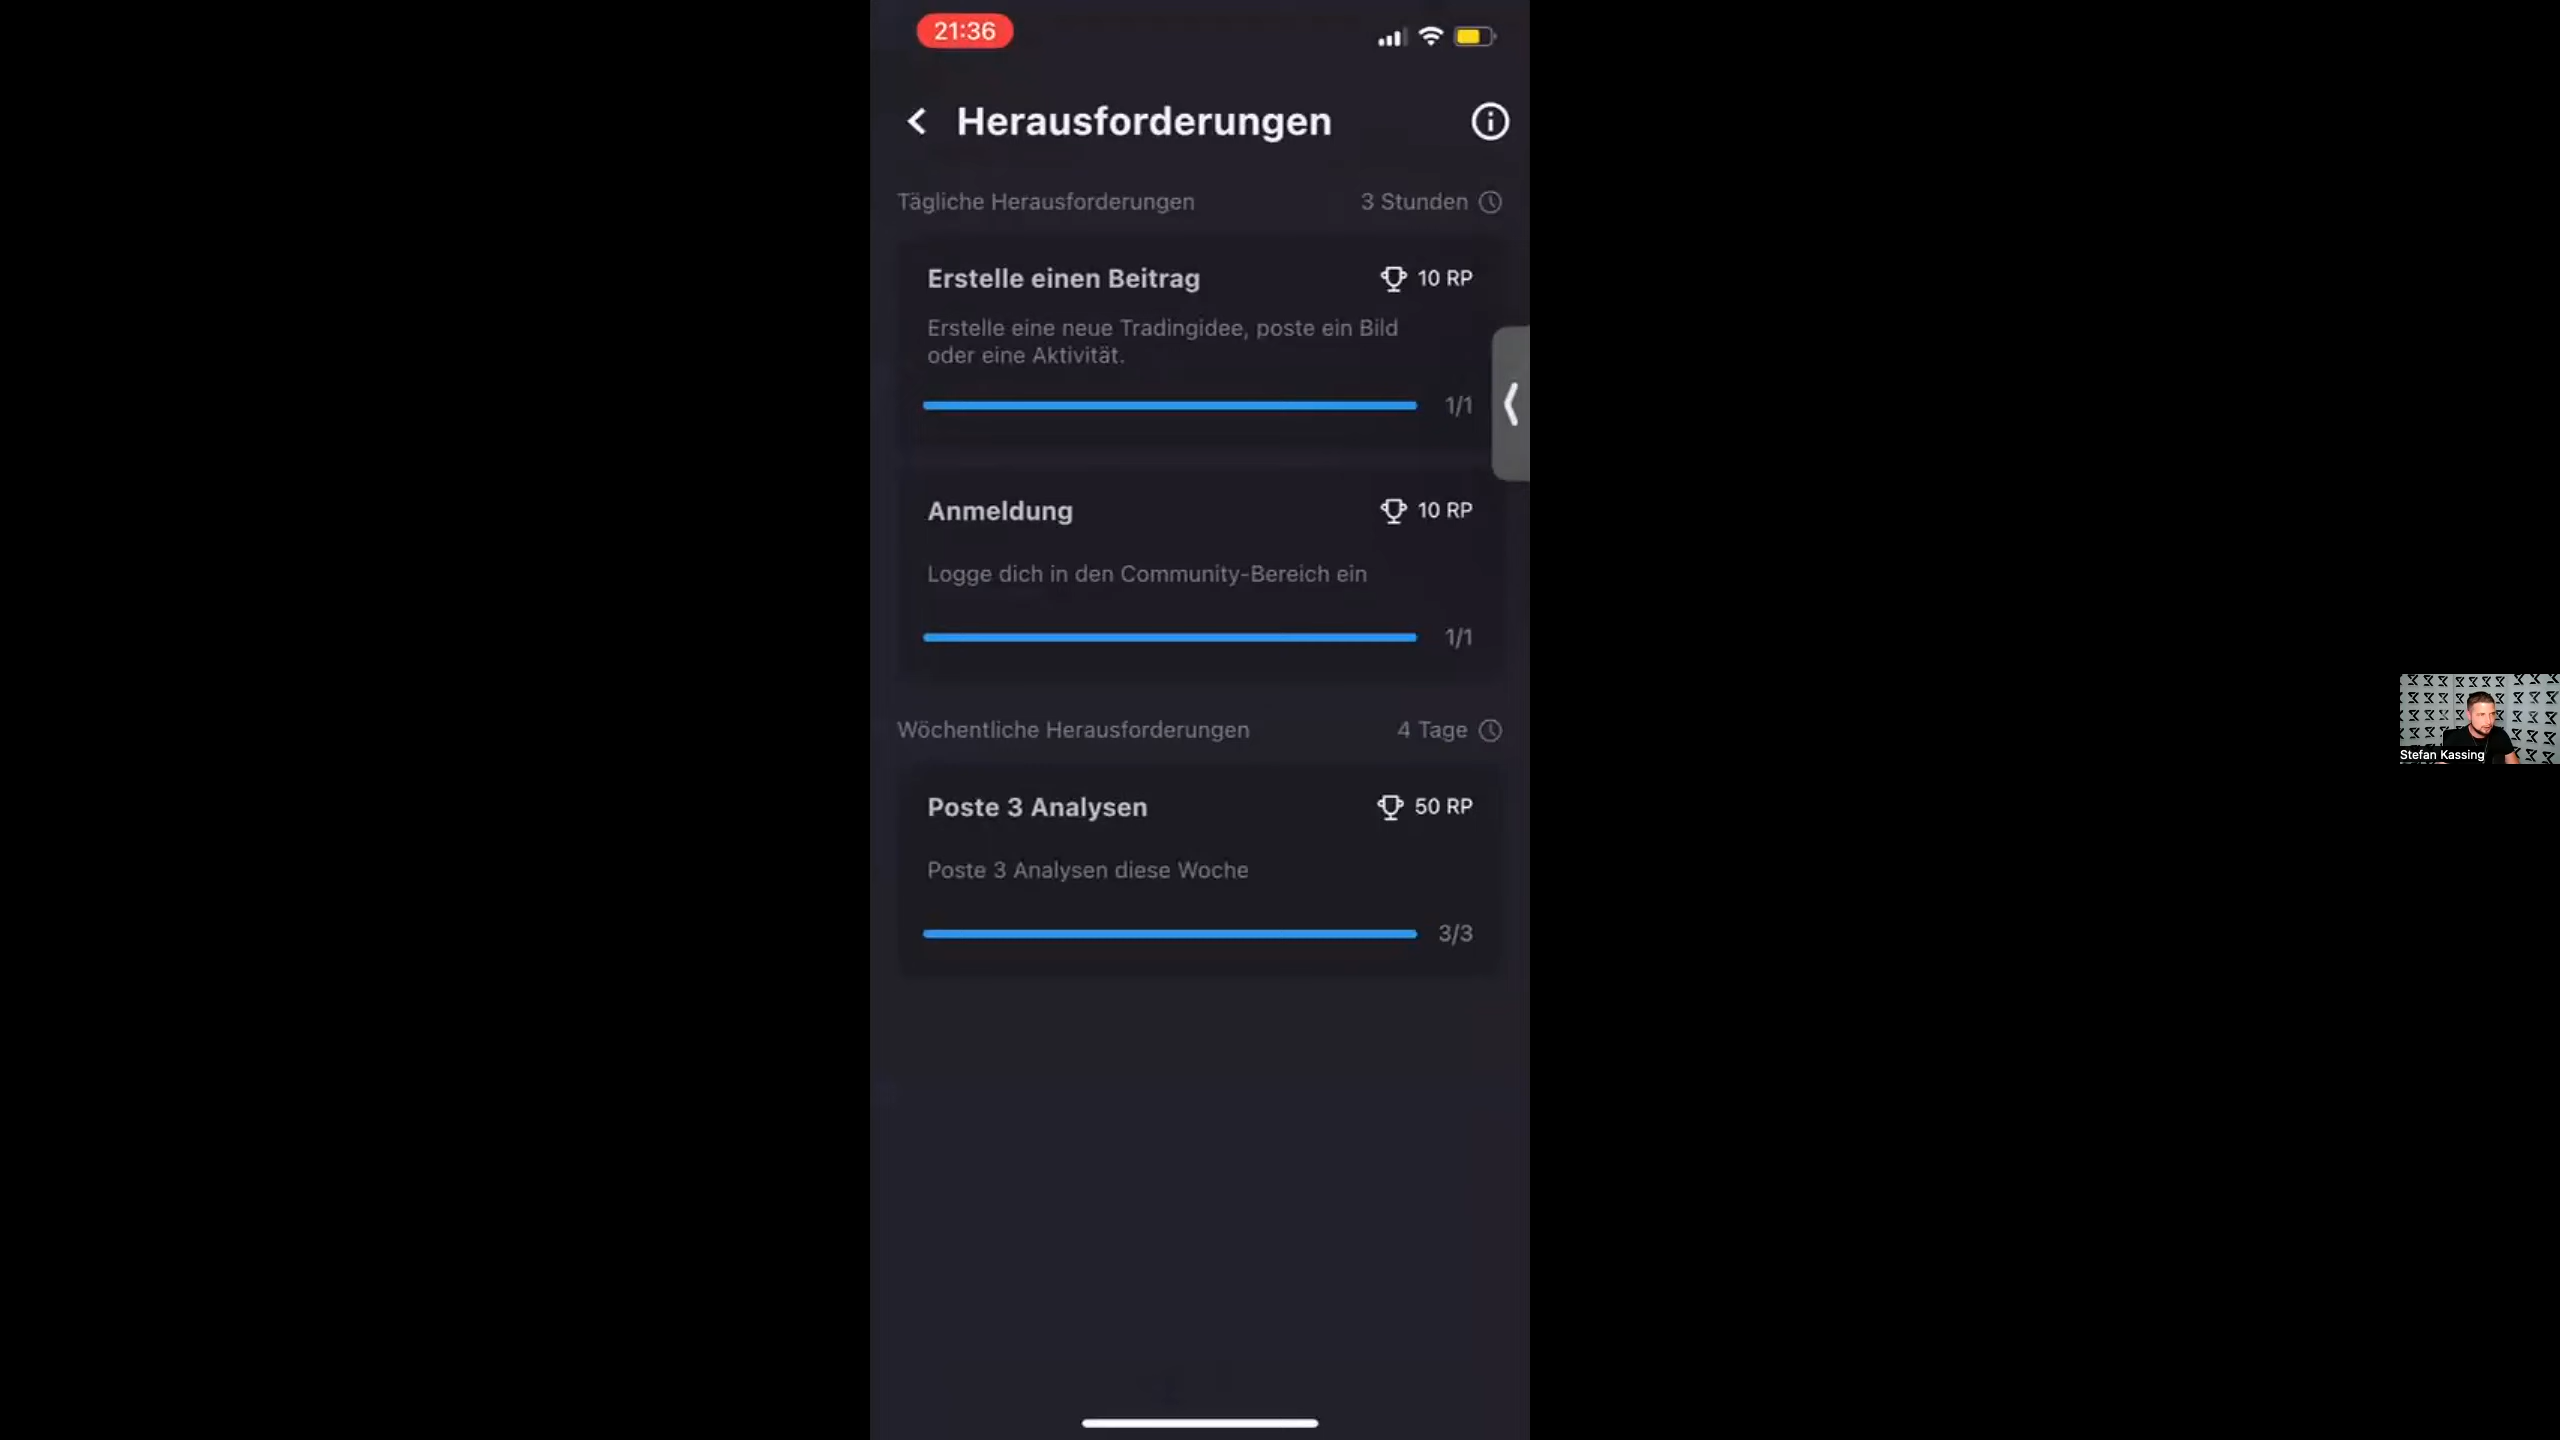 21:36
Herausforderungen
Tägliche Herausforderungen 3 Stunden
Erstelle einen Beitrag 10 RP
Erstelle eine neue Tradingidee, poste ein Bild
oder eine Aktivität.
1/1
Anmeldung 10 RP
Logge dich in den Community-Bereich ein
1/1
Wöchentliche Herausforderungen 4 Tage
Poste 3 Analysen 50 RP
Poste 3 Analysen diese Woche
3/3
Stefan Kassing